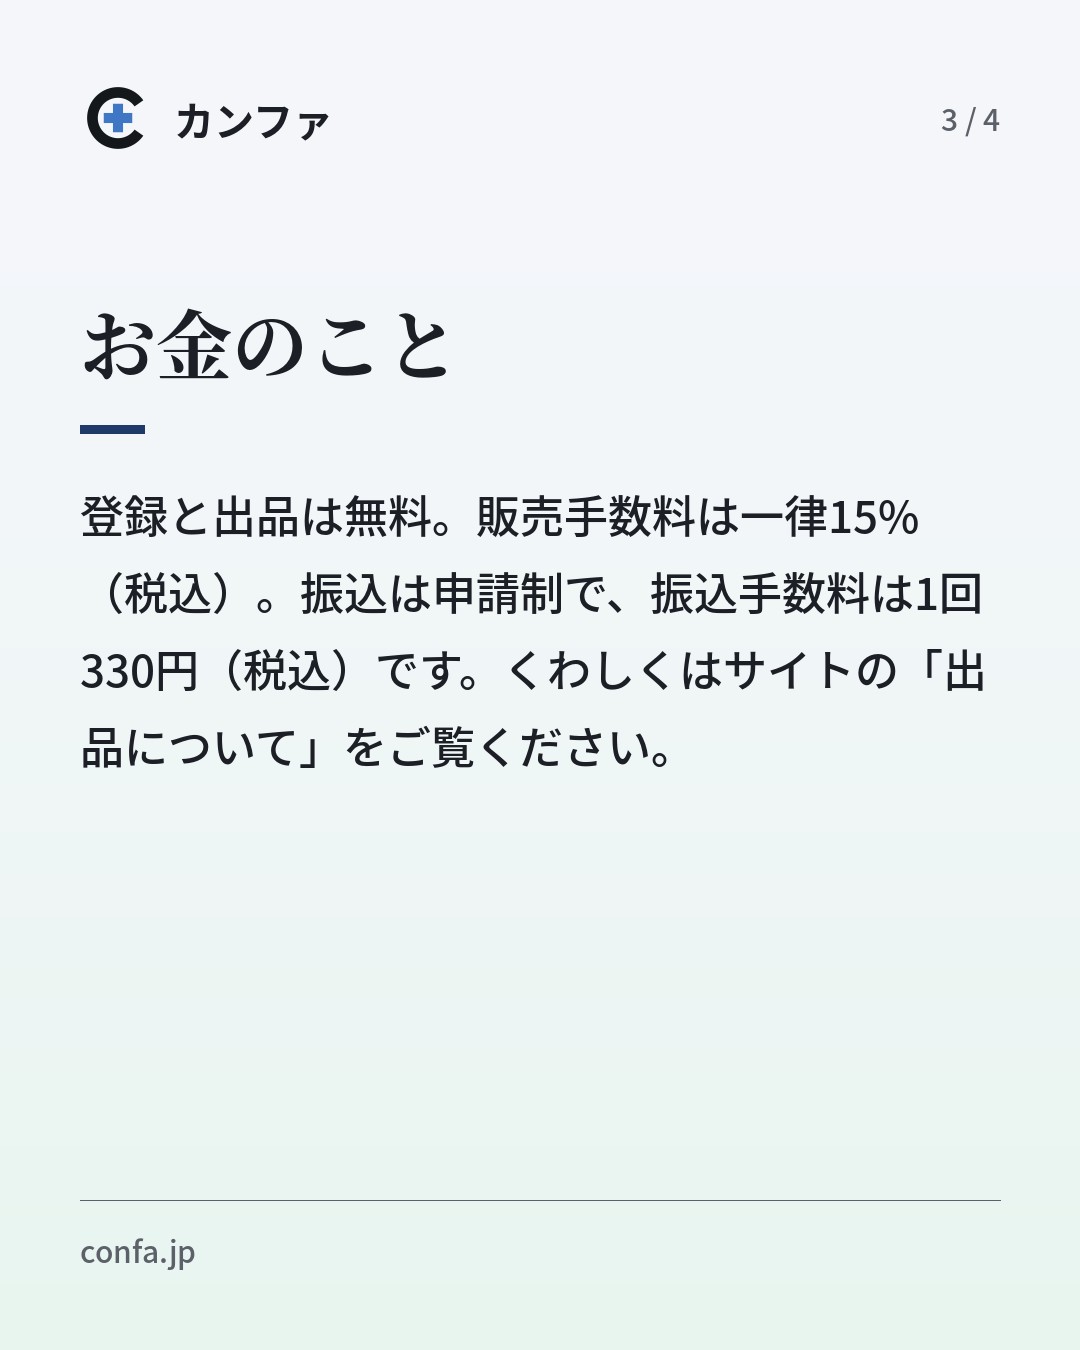 カンファ
3 / 4
お金のこと
登録と出品は無料。販売手数料は一律15%
（税込）。振込は申請制で、振込手数料は1回
330円（税込）です。くわしくはサイトの「出
品について」をご覧ください。
confa.jp